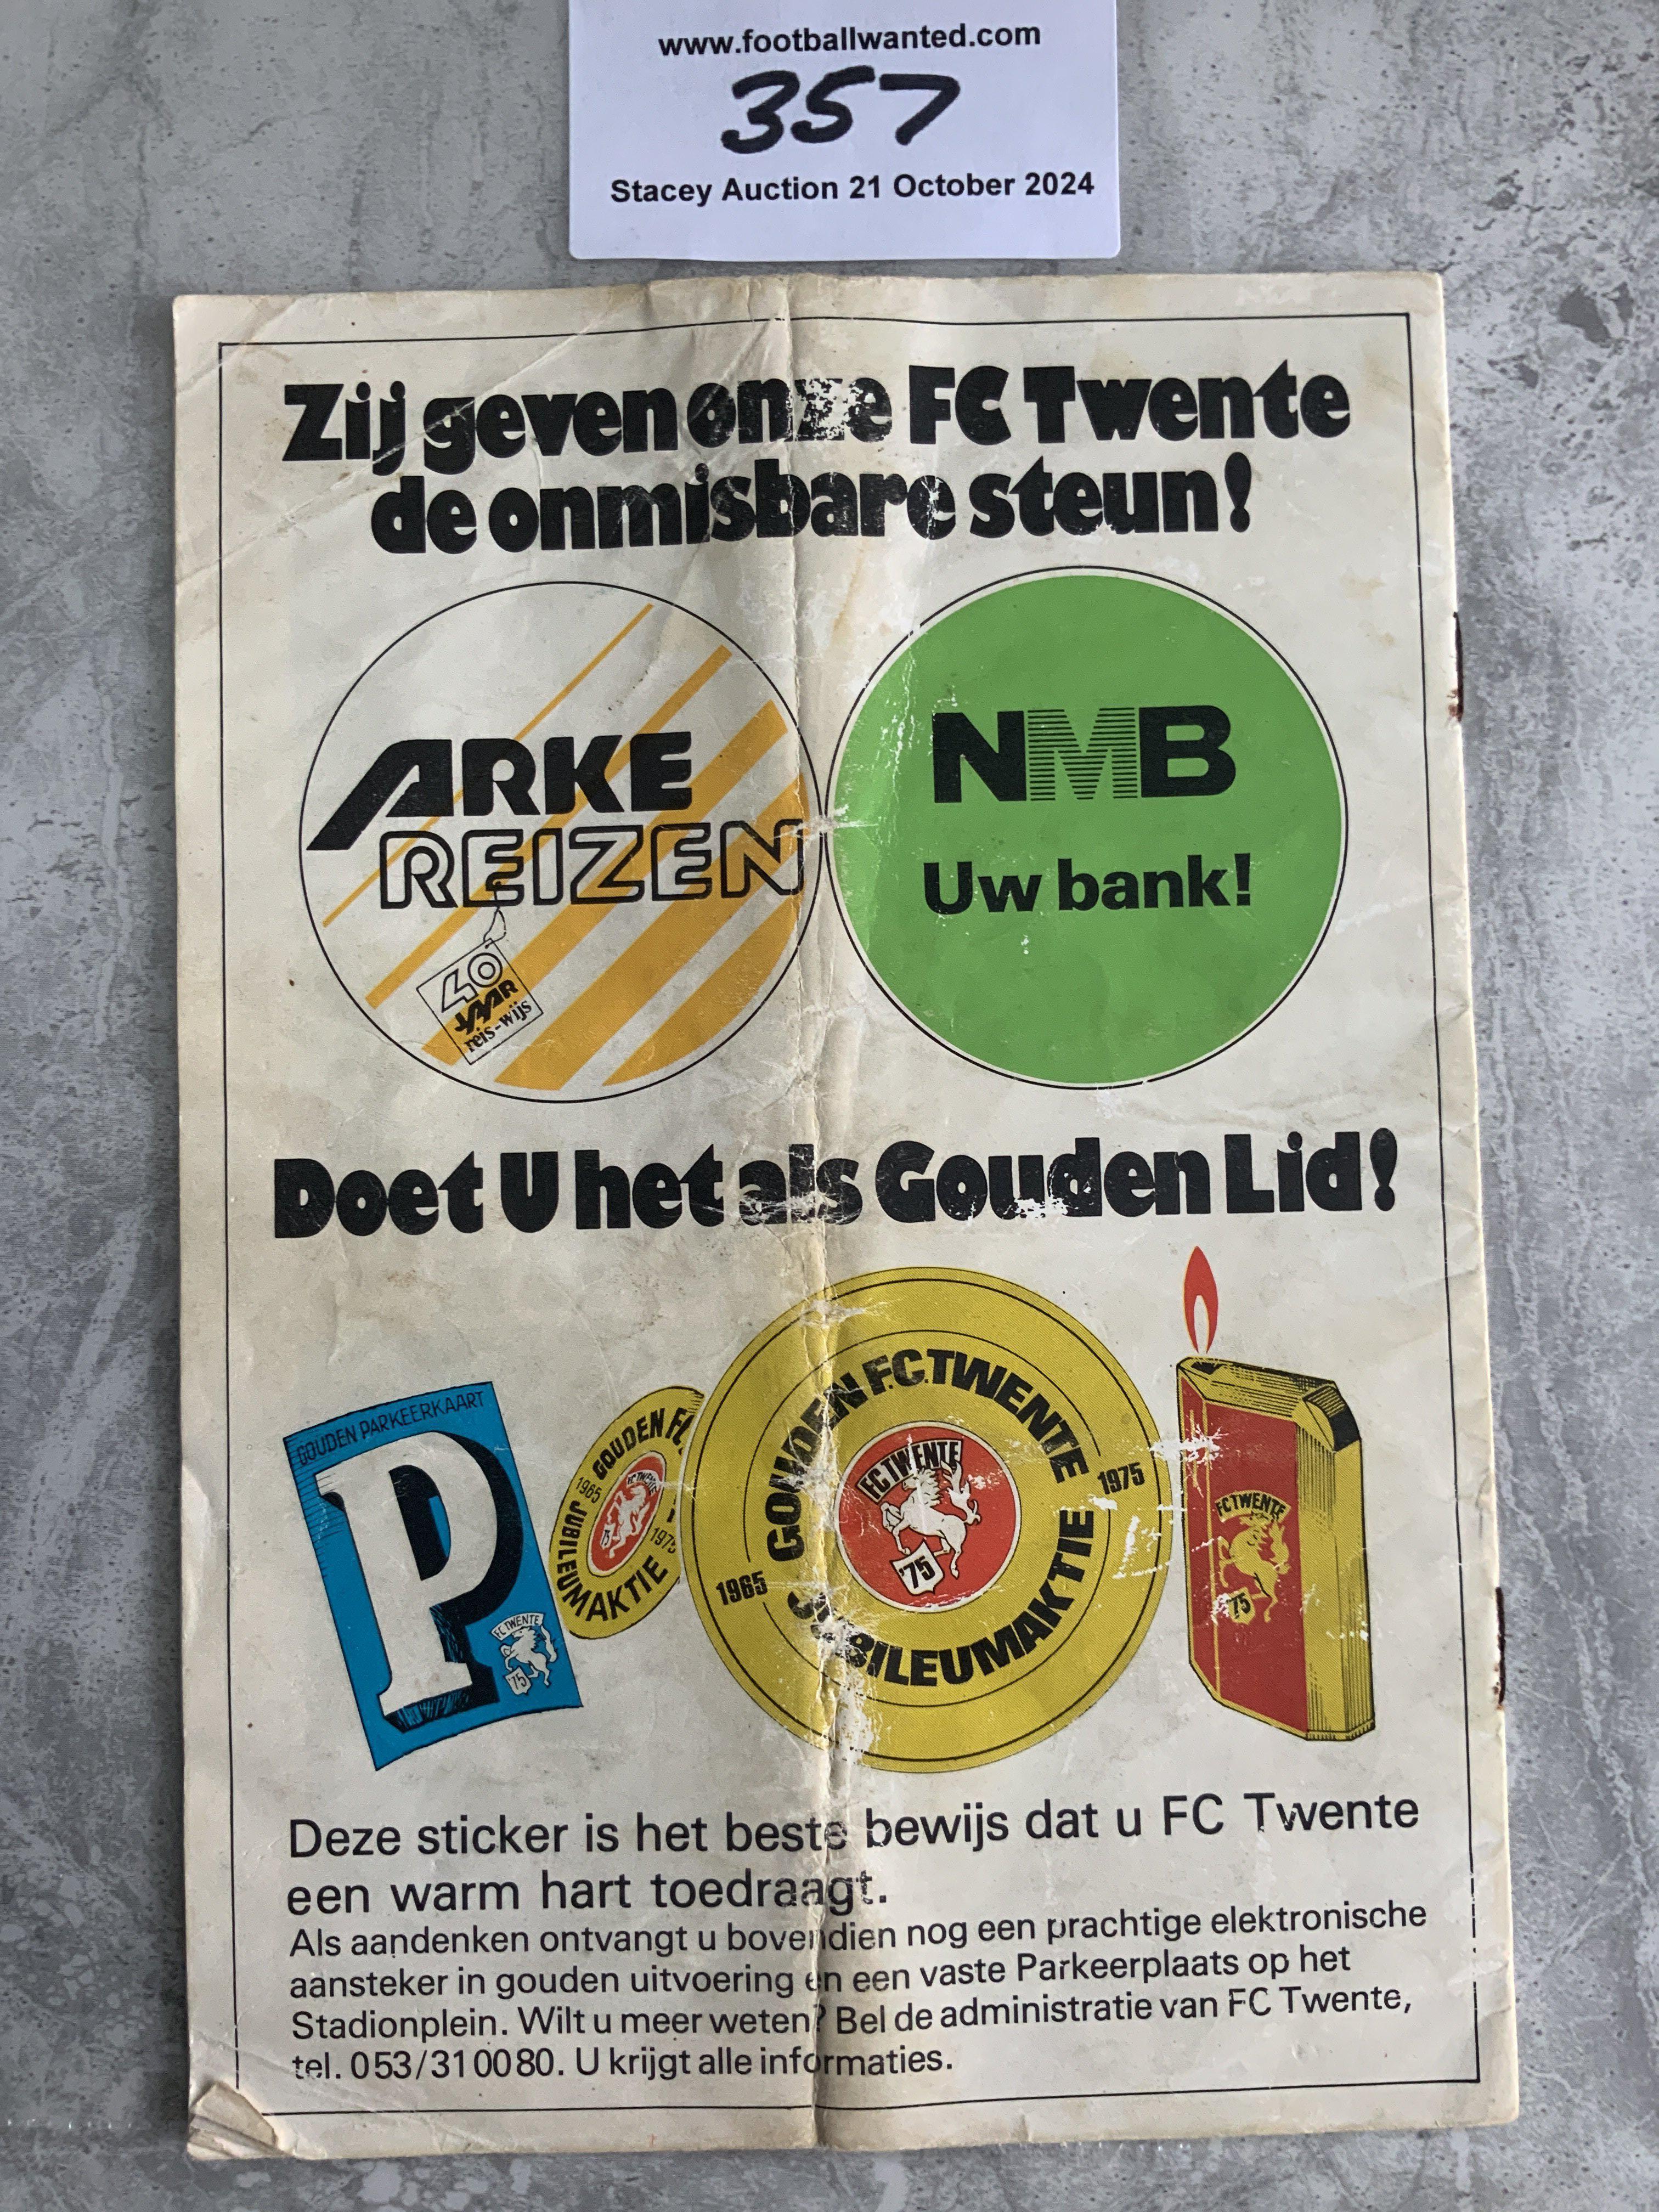 www.footballwanted.com
357
Stacey Auction 21 October 2024
Zij geven onze FC Twente
de onmisbare steun!
ARKE
REIZEN
40
JAAR
reis-wijs
NMB
Uw bank!
Doet U het als Gouden Lid!
GOUDEN PARKEERKAART
P
FC TWENTE
'75
GOUDEN F.
1965
1975
JUBILEUMAKTIE
FC TWENTE
GOUDEN F.C. TWENTE
1965
1975
JUBILEUMAKTIE
FC TWENTE
'75
FC TWENTE
'75
Deze sticker is het beste bewijs dat u FC Twente
een warm hart toedraagt.
Als aandenken ontvangt u bovendien nog een prachtige elektronische
aansteker in gouden uitvoering en een vaste Parkeerplaats op het
Stadionplein. Wilt u meer weten? Bel de administratie van FC Twente,
tel. 053/310080. U krijgt alle informaties.